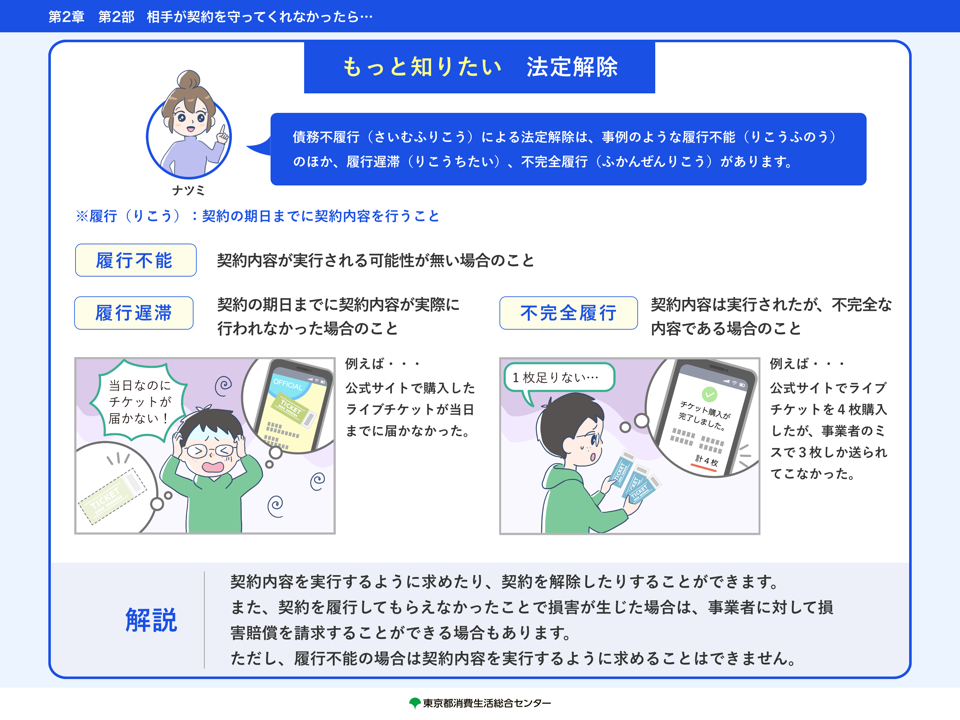 第2章　第2部　相手が契約を守ってくれなかったら…
もっと知りたい　法定解除
債務不履行（さいむふりこう）による法定解除は、事例のような履行不能（りこうふのう）
のほか、履行遅滞（りこうちたい）、不完全履行（ふかんぜんりこう）があります。
ナツミ
※履行（りこう）：契約の期日までに契約内容を行うこと
履行不能
契約内容が実行される可能性が無い場合のこと
履行遅滞
契約の期日までに契約内容が実際に
行われなかった場合のこと
当日なのに
チケットが
届かない！
OFFICIAL
TICKET
TICKET
例えば・・・
公式サイトで購入した
ライブチケットが当日
までに届かなかった。
不完全履行
契約内容は実行されたが、不完全な
内容である場合のこと
1枚足りない…
チケット購入が
完了しました。
計4枚
TICKET
TICKET
TICKET
例えば・・・
公式サイトでライブ
チケットを4枚購入
したが、事業者のミ
スで3枚しか送られ
てこなかった。
解説
契約内容を実行するように求めたり、契約を解除したりすることができます。
また、契約を履行してもらえなかったことで損害が生じた場合は、事業者に対して損
害賠償を請求することができる場合もあります。
ただし、履行不能の場合は契約内容を実行するように求めることはできません。
東京都消費生活総合センター